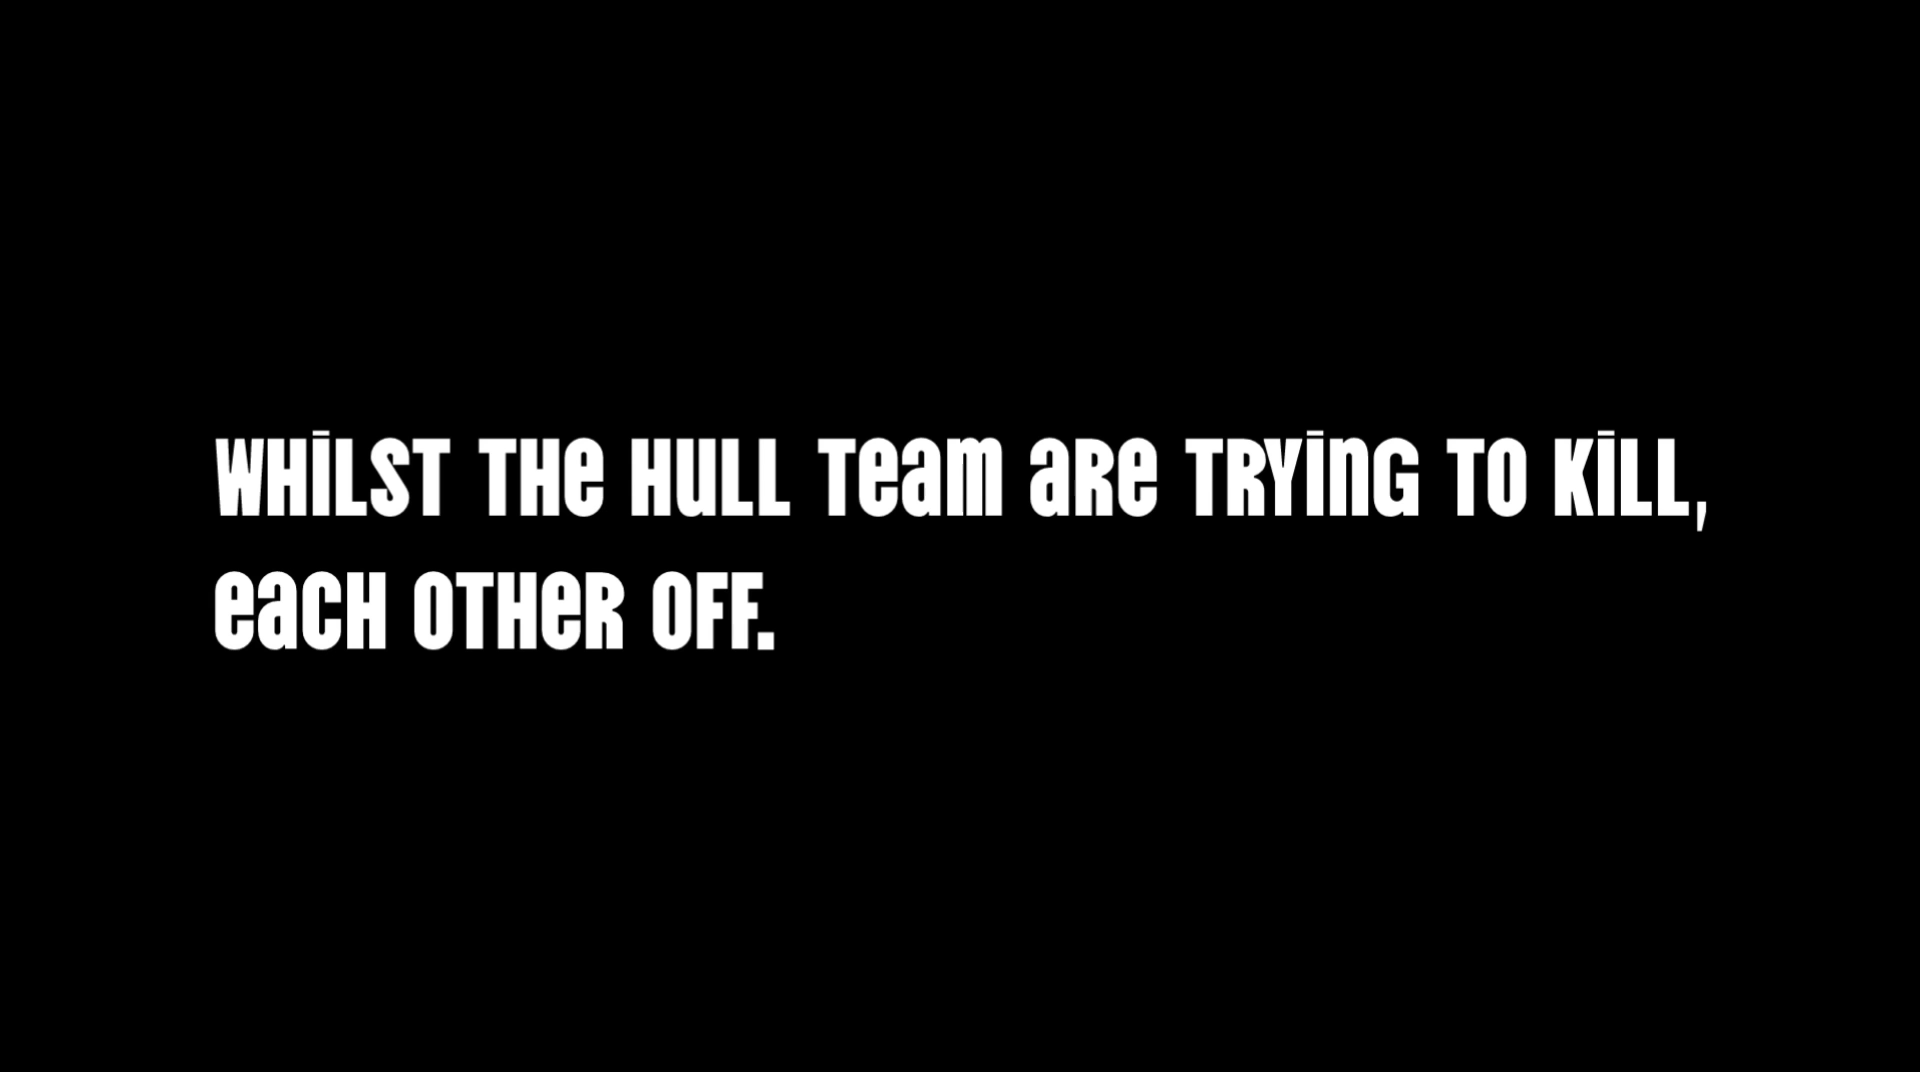 WHILST THE HULL TEAM ARE TRYING TO KILL,
EACH OTHER OFF.